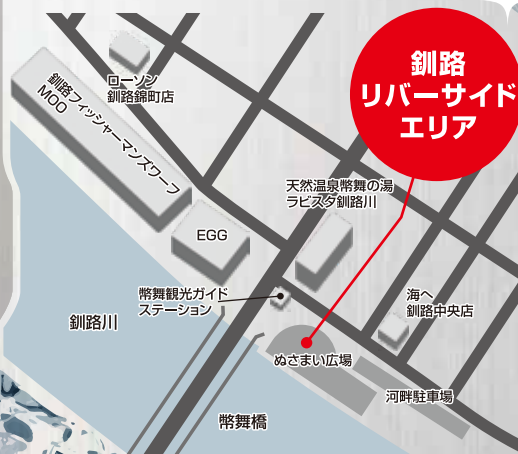 釧路
リバーサイド
エリア
ローソン
釧路錦町店
釧路フィッシャーマンズワーフ
MOO
天然温泉幣舞の湯
ラビスタ釧路川
EGG
幣舞観光ガイド
ステーション
海へ
釧路中央店
釧路川
ぬさまい広場
河畔駐車場
幣舞橋